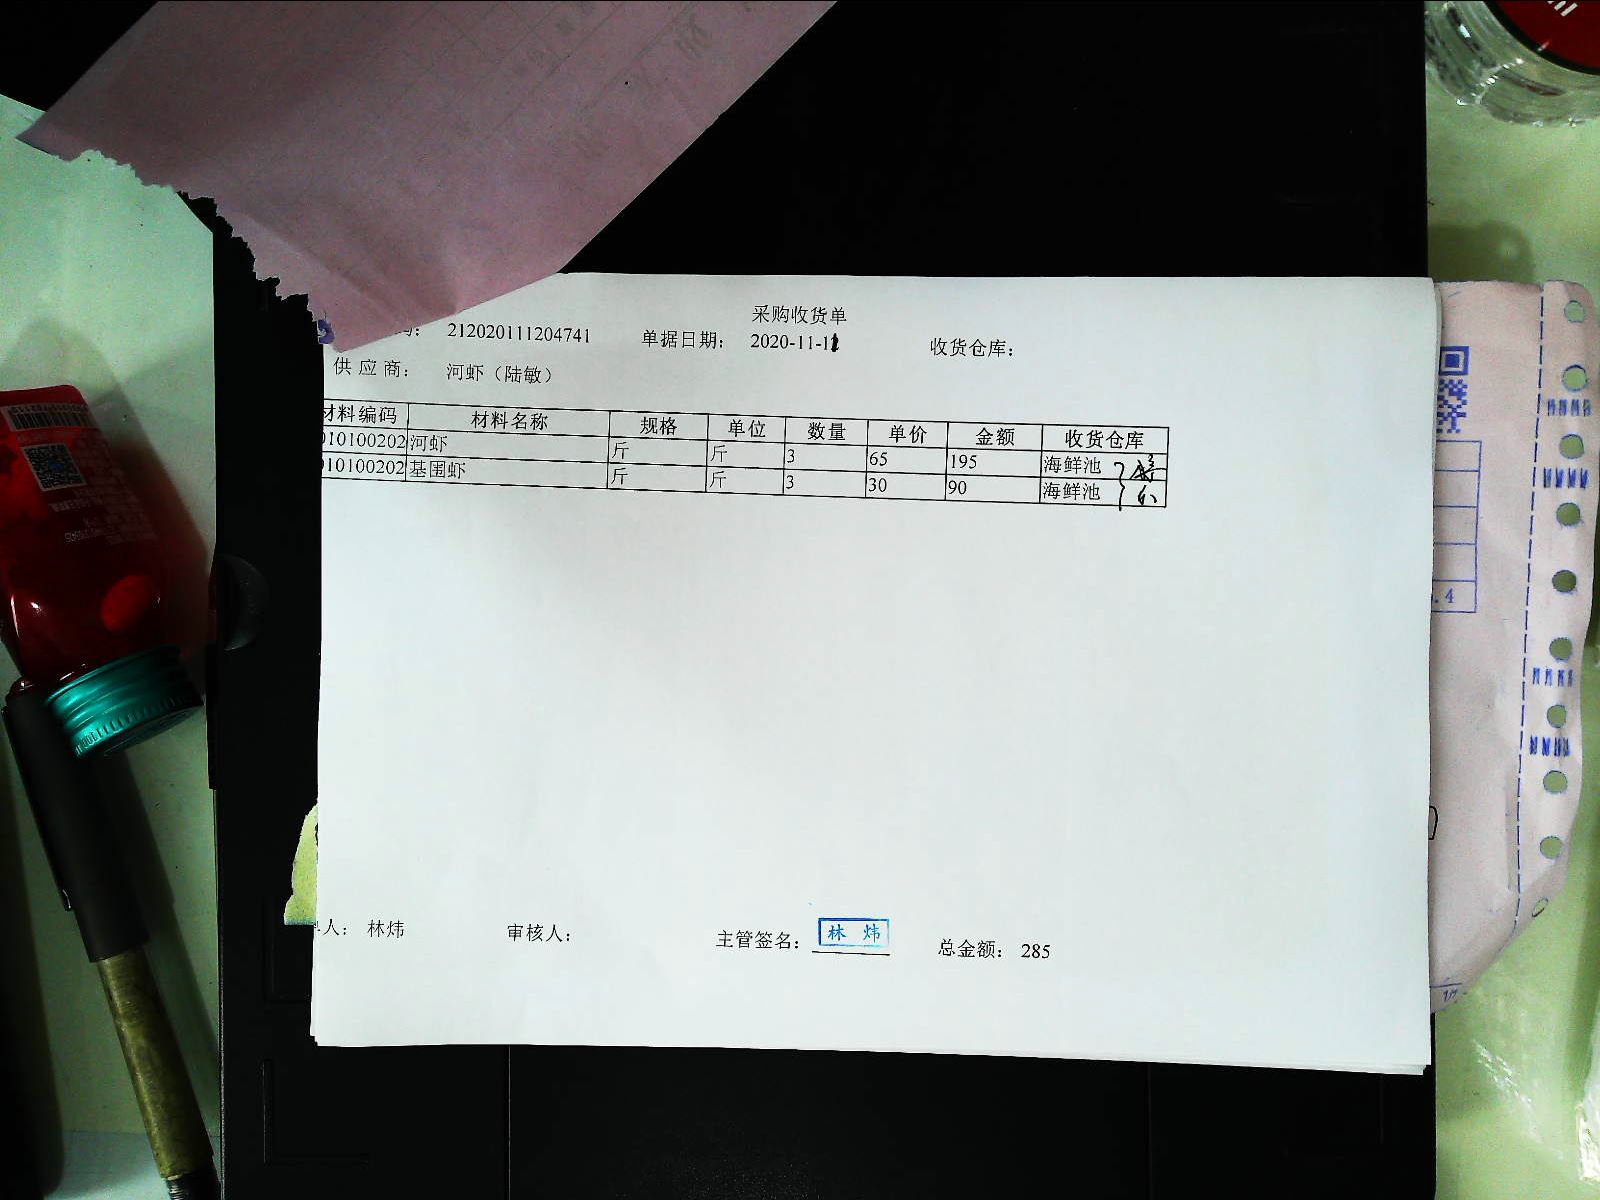 采购收货单
212020111204741 单据日期： 2020-11-11 收货仓库：
供应商： 河虾（陆敏）
材料编码 材料名称 规格 单位 数量 单价 金额 收货仓库
010100202 河虾 斤 斤 3 65 195 海鲜池
010100202 基围虾 斤 斤 3 30 90 海鲜池
人： 林炜 审核人： 主管签名： 林炜 总金额： 285
.4